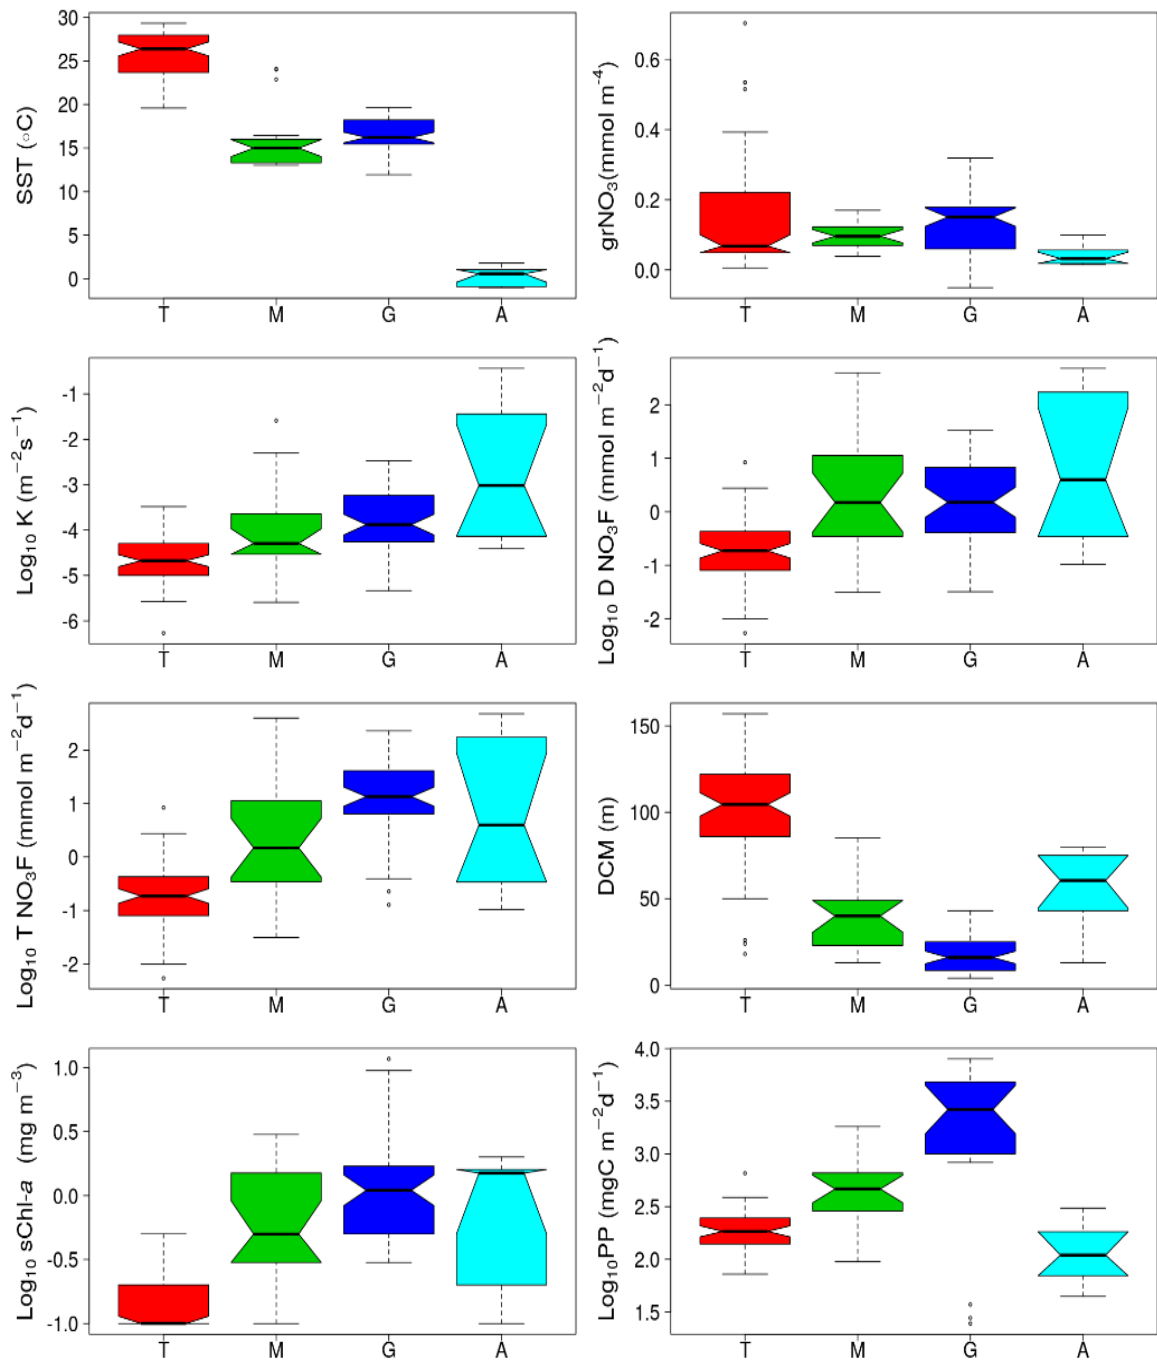 SST (∘C)
30
25
20
15
10
5
0
T M G A
grNO₃(mmol m⁻⁴)
0.6
0.4
0.2
0.0
T M G A
Log₁₀ K (m⁻²s⁻¹)
-1
-2
-3
-4
-5
-6
T M G A
Log₁₀ D NO₃F (mmol m⁻²d⁻¹)
2
1
0
-1
-2
T M G A
Log₁₀ T NO₃F (mmol m⁻²d⁻¹)
2
1
0
-1
-2
T M G A
DCM (m)
150
100
50
0
T M G A
Log₁₀ sChl-a (mg m⁻³)
1.0
0.5
0.0
-0.5
-1.0
T M G A
Log₁₀PP (mgC m⁻²d⁻¹)
4.0
3.5
3.0
2.5
2.0
1.5
T M G A